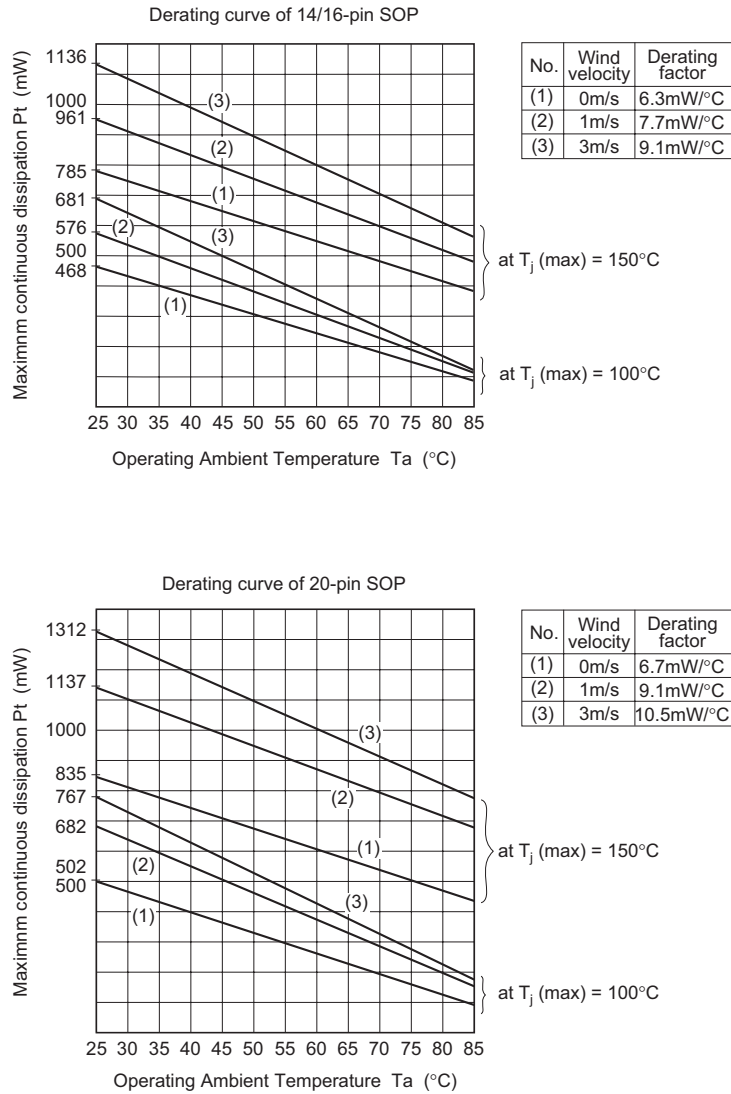 Derating curve of 14/16-pin SOP
Maximnm continuous dissipation Pt (mW)
1136
1000
961
785
681
576
500
468
(3)
(2)
(1)
(2)
(3)
(1)
25 30 35 40 45 50 55 60 65 70 75 80 85
Operating Ambient Temperature Ta (°C)
at Tj (max) = 150°C
at Tj (max) = 100°C
No. Wind velocity Derating factor
(1) 0m/s 6.3mW/°C
(2) 1m/s 7.7mW/°C
(3) 3m/s 9.1mW/°C
Derating curve of 20-pin SOP
Maximnm continuous dissipation Pt (mW)
1312
1137
1000
835
767
682
502
500
(3)
(2)
(1)
(2)
(3)
(1)
25 30 35 40 45 50 55 60 65 70 75 80 85
Operating Ambient Temperature Ta (°C)
at Tj (max) = 150°C
at Tj (max) = 100°C
No. Wind velocity Derating factor
(1) 0m/s 6.7mW/°C
(2) 1m/s 9.1mW/°C
(3) 3m/s 10.5mW/°C